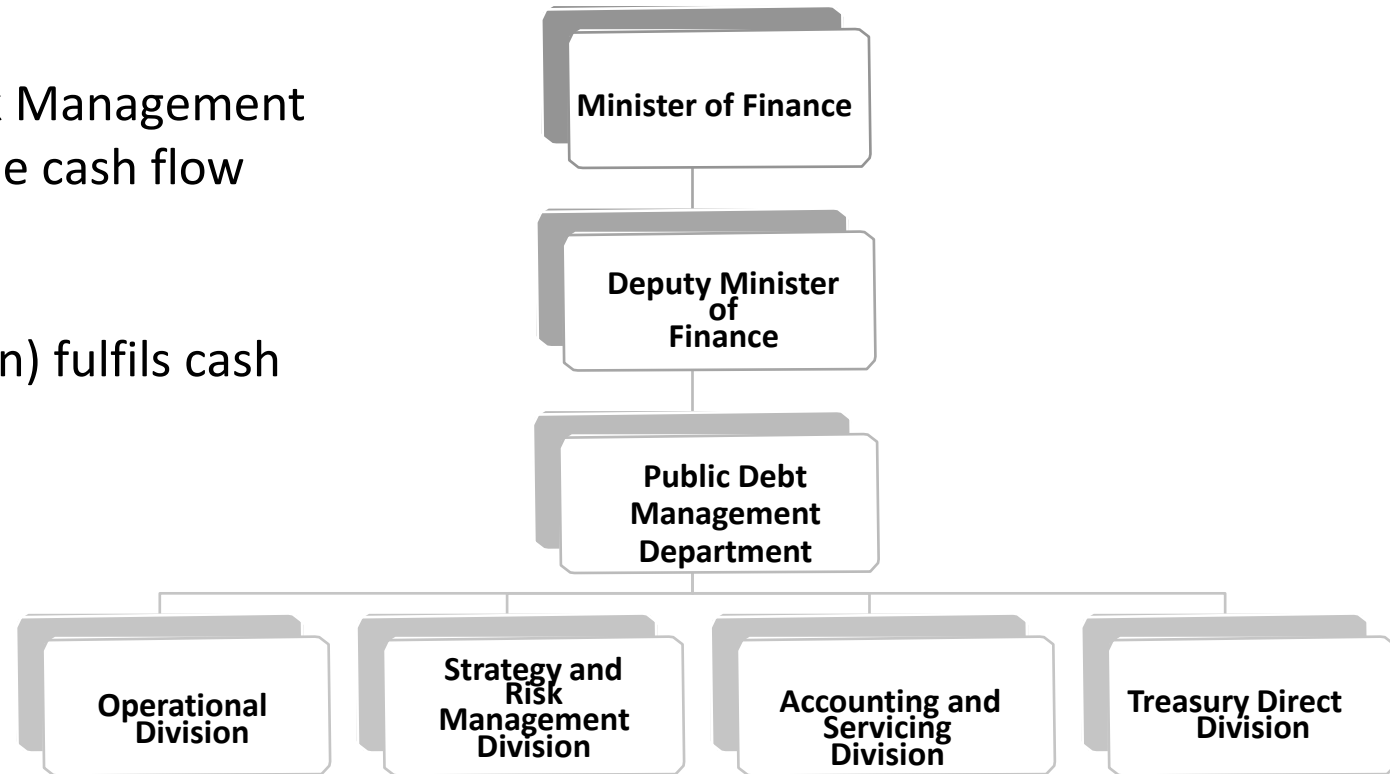 k Management
e cash flow
n) fulfils cash
Minister of Finance
Deputy Minister
of
Finance
Public Debt
Management
Department
Operational
Division
Strategy and
Risk
Management
Division
Accounting and
Servicing
Division
Treasury Direct
Division